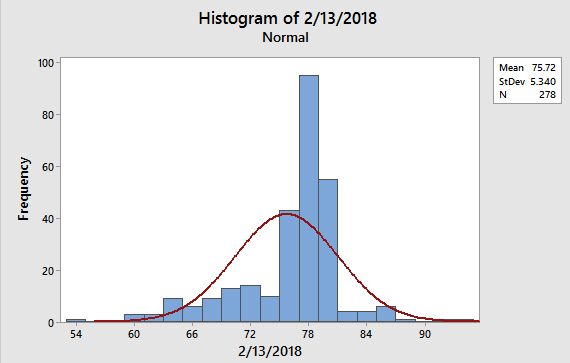 Histogram of 2/13/2018
Normal
Mean 75.72
StDev 5.340
N 278
Frequency
100
80
60
40
20
0
54 60 66 72 78 84 90
2/13/2018